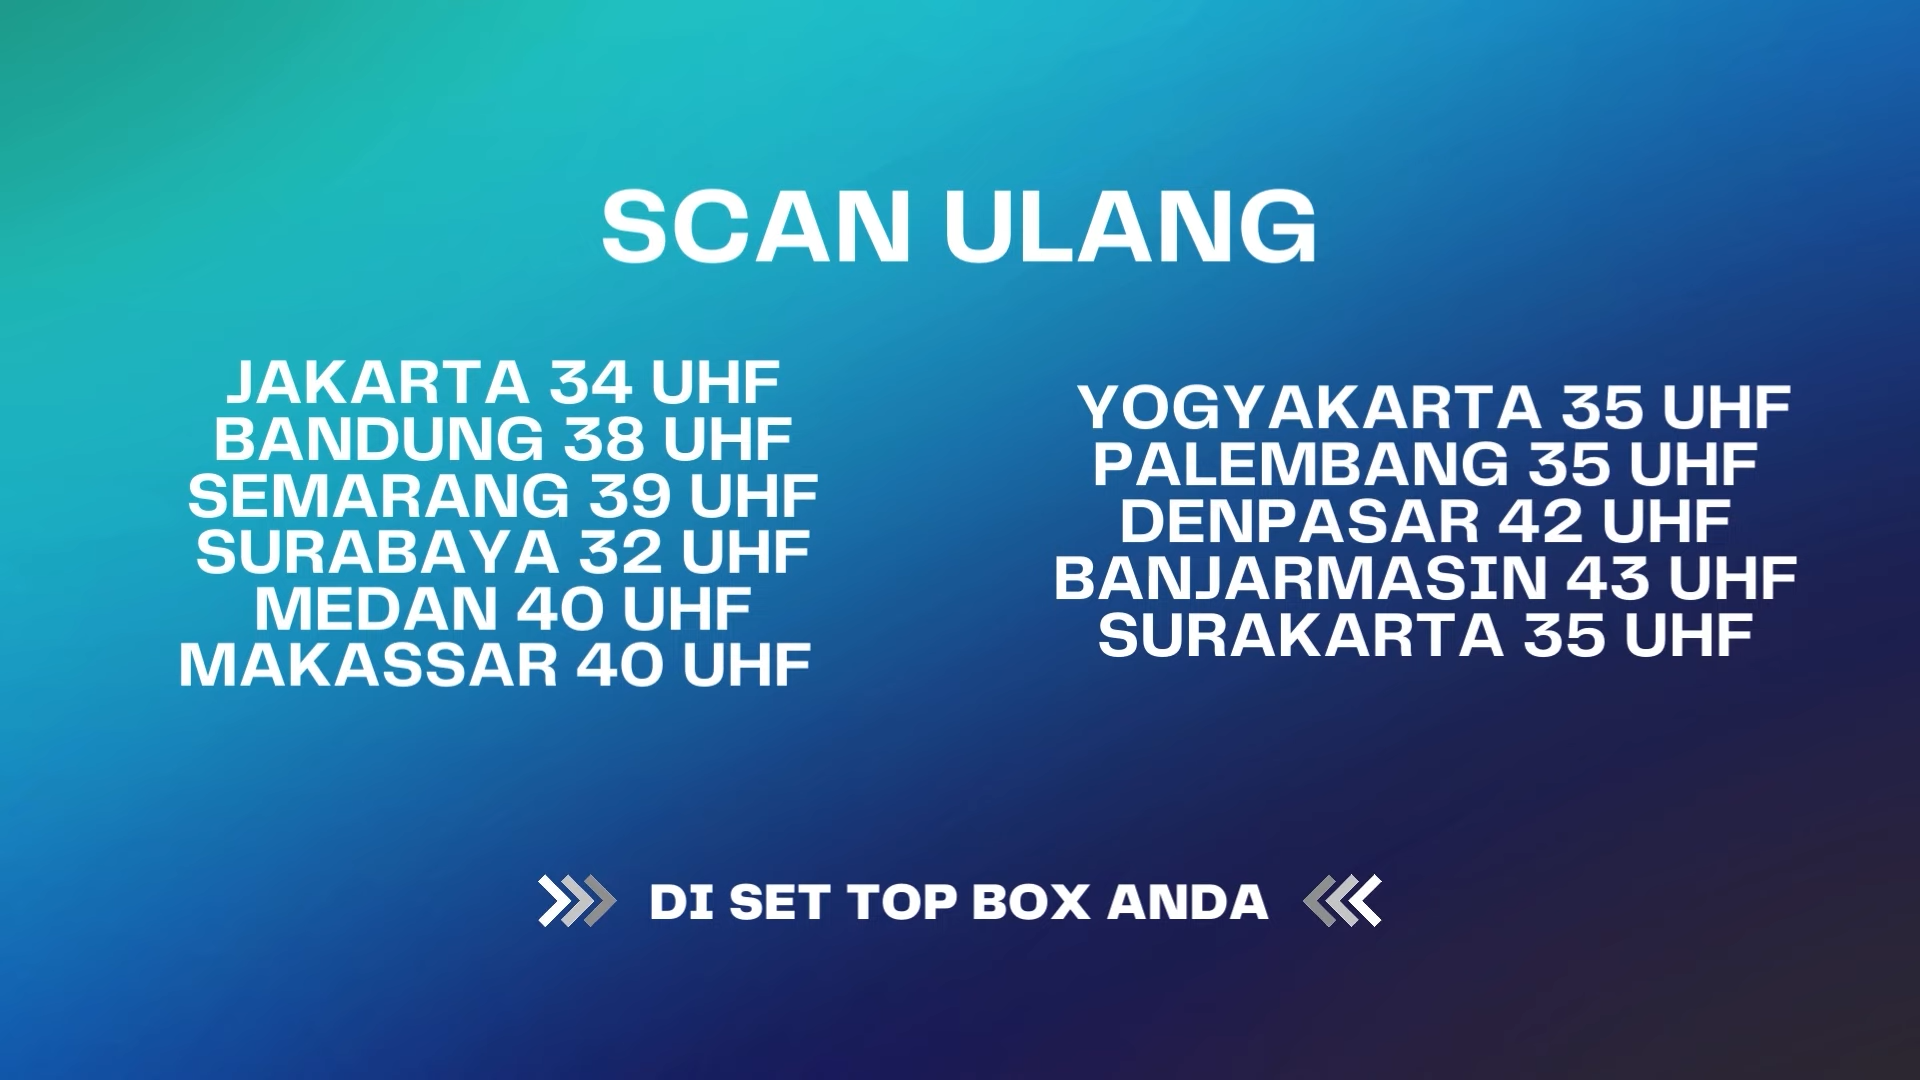 SCAN ULANG
JAKARTA 34 UHF
BANDUNG 38 UHF
SEMARANG 39 UHF
SURABAYA 32 UHF
MEDAN 40 UHF
MAKASSAR 40 UHF
YOGYAKARTA 35 UHF
PALEMBANG 35 UHF
DENPASAR 42 UHF
BANJARMASIN 43 UHF
SURAKARTA 35 UHF
DI SET TOP BOX ANDA